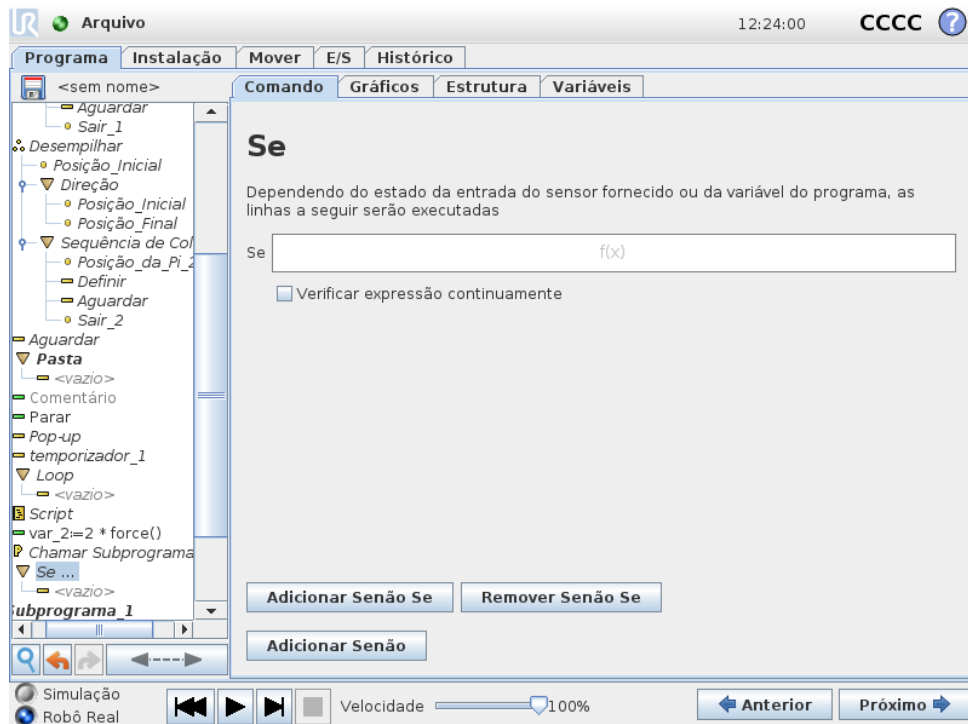 UR
Arquivo
12:24:00
CCCC
?
Programa
Instalação
Mover
E/S
Histórico
<sem nome>
Comando
Gráficos
Estrutura
Variáveis
Aguardar
Sair_1
Desempilhar
Posição_Inicial
Direção
Posição_Inicial
Posição_Final
Sequência de Col
Posição_da_Pi_2
Definir
Aguardar
Sair_2
Aguardar
Pasta
<vazio>
Comentário
Parar
Pop-up
temporizador_1
Loop
<vazio>
Script
var_2:=2 * force()
Chamar Subprograma
Se ...
<vazio>
Subprograma_1
Se
Dependendo do estado da entrada do sensor fornecido ou da variável do programa, as
linhas a seguir serão executadas
Se
f(x)
Verificar expressão continuamente
Adicionar Senão Se
Remover Senão Se
Adicionar Senão
Simulação
Robô Real
Velocidade
100%
Anterior
Próximo